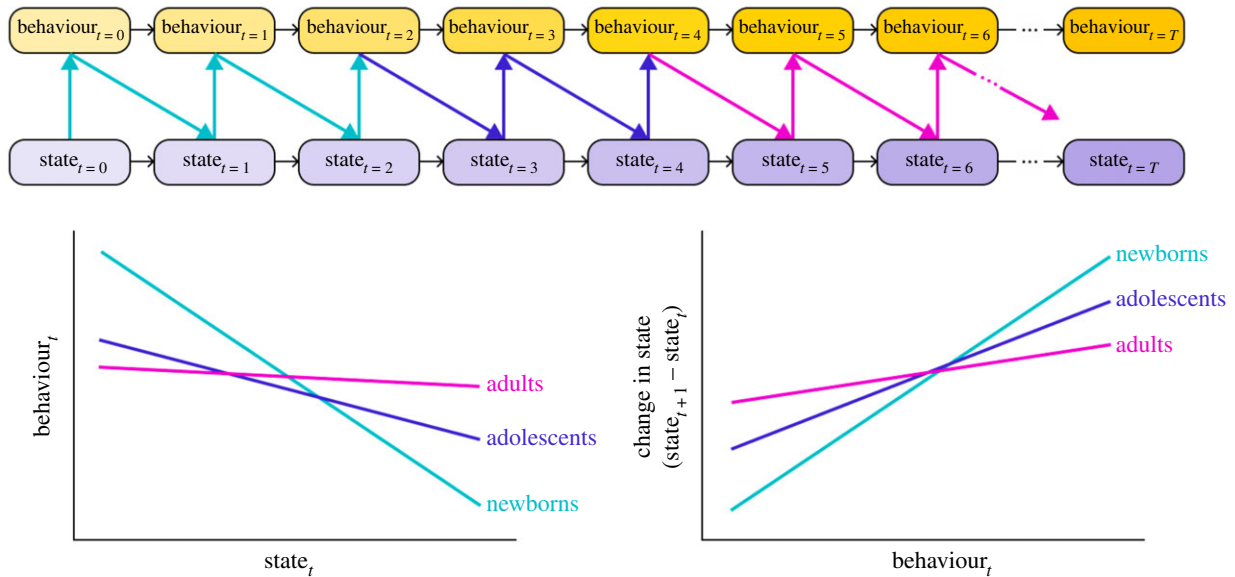 behaviour t = 0 behaviour t = 1 behaviour t = 2 behaviour t = 3 behaviour t = 4 behaviour t = 5 behaviour t = 6 ... behaviour t = T
state t = 0 state t = 1 state t = 2 state t = 3 state t = 4 state t = 5 state t = 6 ... state t = T
behaviour t
adults
adolescents
newborns
state t
change in state
(state t + 1 − state t)
newborns
adolescents
adults
behaviour t